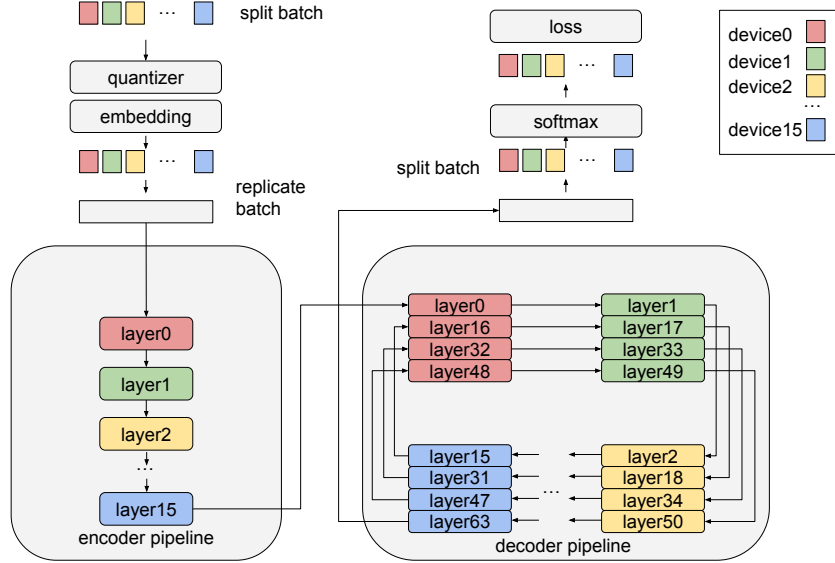 split batch
...
quantizer
embedding
...
replicate
batch
layer0
layer1
layer2
...
layer15
encoder pipeline
loss
...
softmax
split batch
...
layer0
layer16
layer32
layer48
layer1
layer17
layer33
layer49
layer15
layer31
layer47
layer63
...
layer2
layer18
layer34
layer50
decoder pipeline
device0
device1
device2
...
device15